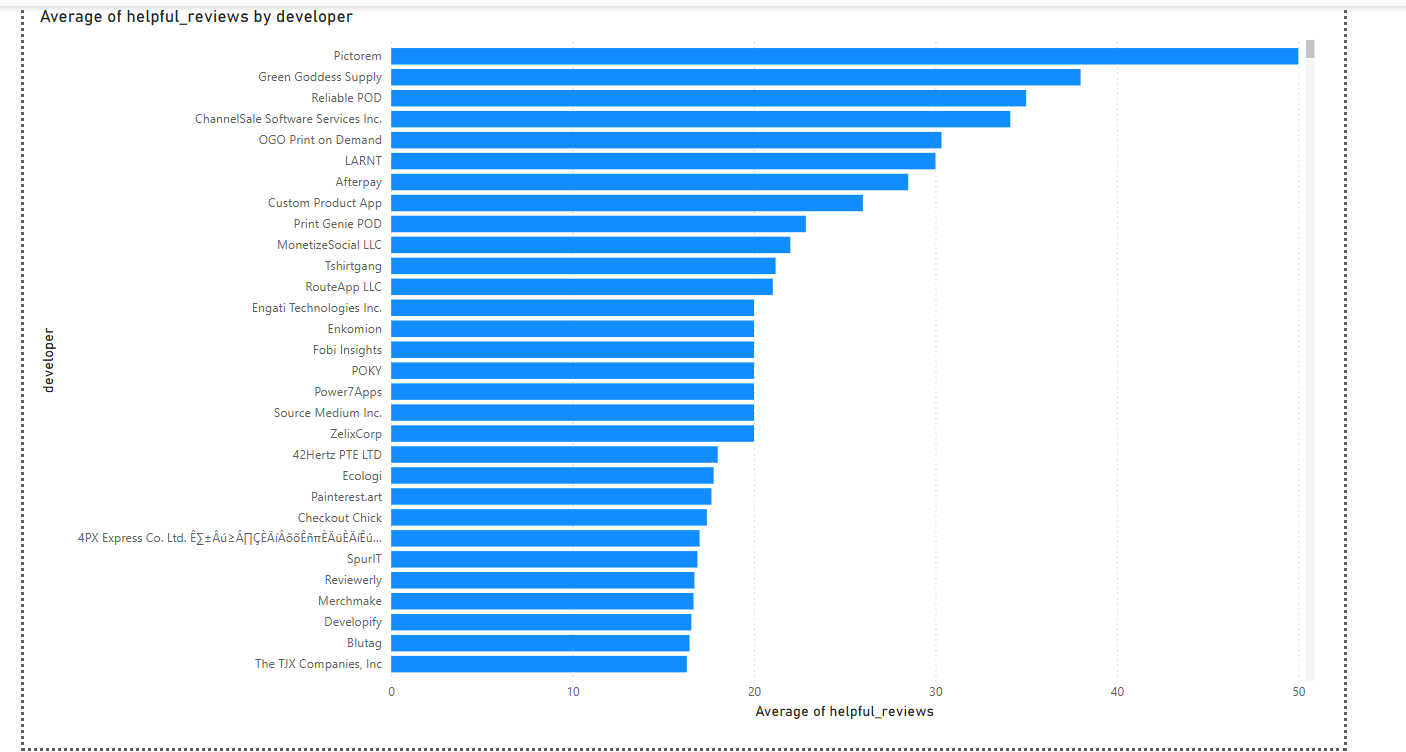 Average of helpful_reviews by developer
developer
Pictorem
Green Goddess Supply
Reliable POD
ChannelSale Software Services Inc.
OGO Print on Demand
LARNT
Afterpay
Custom Product App
Print Genie POD
MonetizeSocial LLC
Tshirtgang
RouteApp LLC
Engati Technologies Inc.
Enkomion
Fobi Insights
POKY
Power7Apps
Source Medium Inc.
ZelixCorp
42Hertz PTE LTD
Ecologi
Painterest.art
Checkout Chick
4PX Express Co. Ltd. Ê∑±Âú≥Â∏ÇÈÄíÂõõÊñπÈÄüÈÄíÊú...
SpurIT
Reviewerly
Merchmake
Developify
Blutag
The TJX Companies, Inc
0 10 20 30 40 50
Average of helpful_reviews